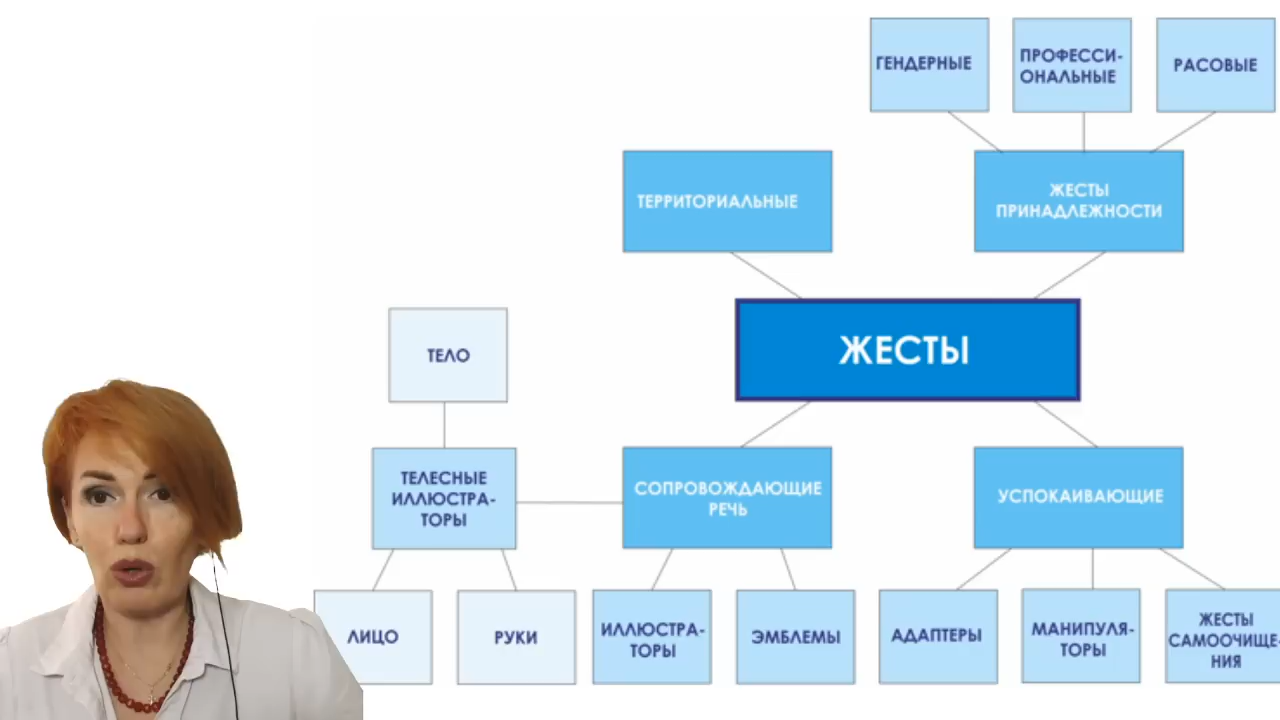 ГЕНДЕРНЫЕ
ПРОФЕССИ-
ОНАЛЬНЫЕ
РАСОВЫЕ
ТЕРРИТОРИАЛЬНЫЕ
ЖЕСТЫ
ПРИНАДЛЕЖНОСТИ
ЖЕСТЫ
ТЕЛО
ТЕЛЕСНЫЕ
ИЛЛЮСТРА-
ТОРЫ
СОПРОВОЖДАЮЩИЕ
РЕЧЬ
УСПОКАИВАЮЩИЕ
ЛИЦО
РУКИ
ИЛЛЮСТРА-
ТОРЫ
ЭМБЛЕМЫ
АДАПТЕРЫ
МАНИПУЛЯ-
ТОРЫ
ЖЕСТЫ
САМООЧИЩЕ-
НИЯ